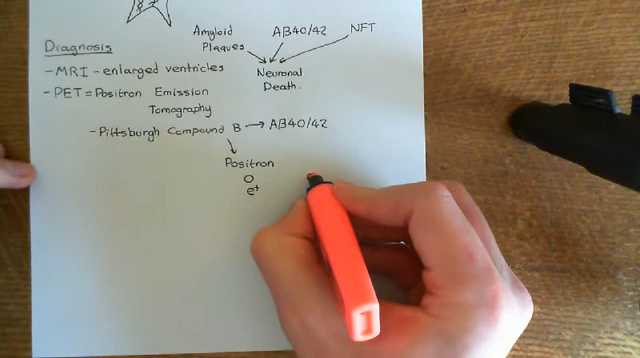 Amyloid Plaques
AB40/42
NFT
Neuronal Death.
Diagnosis
- MRI - enlarged ventricles
- PET = Positron Emission
Tomography
- Pittsburgh Compound B → AB40/42
Positron
e+